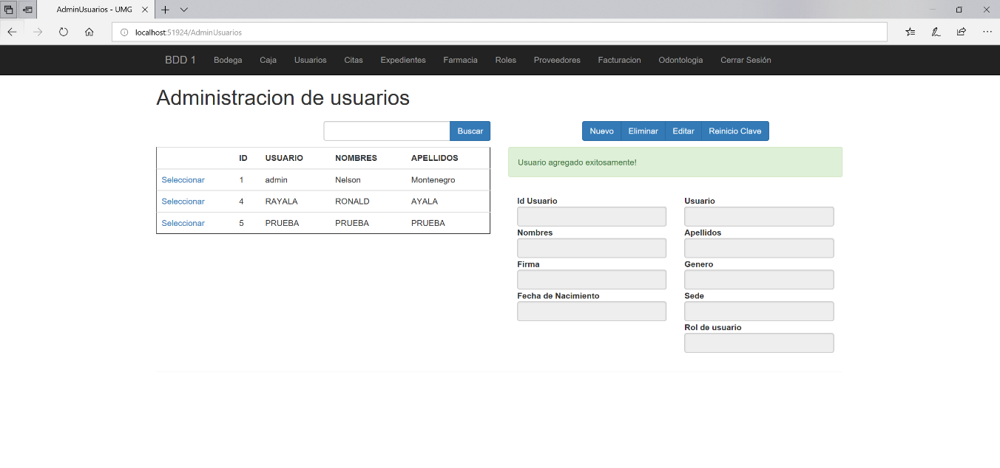 AdminUsuarios - UMG
localhost:51924/AdminUsuarios
BDD 1 Bodega Caja Usuarios Citas Expedientes Farmacia Roles Proveedores Facturacion Odontologia Cerrar Sesión
Administracion de usuarios
Buscar
Nuevo Eliminar Editar Reinicio Clave
ID USUARIO NOMBRES APELLIDOS
Seleccionar 1 admin Nelson Montenegro
Seleccionar 4 RAYALA RONALD AYALA
Seleccionar 5 PRUEBA PRUEBA PRUEBA
Usuario agregado exitosamente!
Id Usuario Usuario
Nombres Apellidos
Firma Genero
Fecha de Nacimiento Sede
Rol de usuario